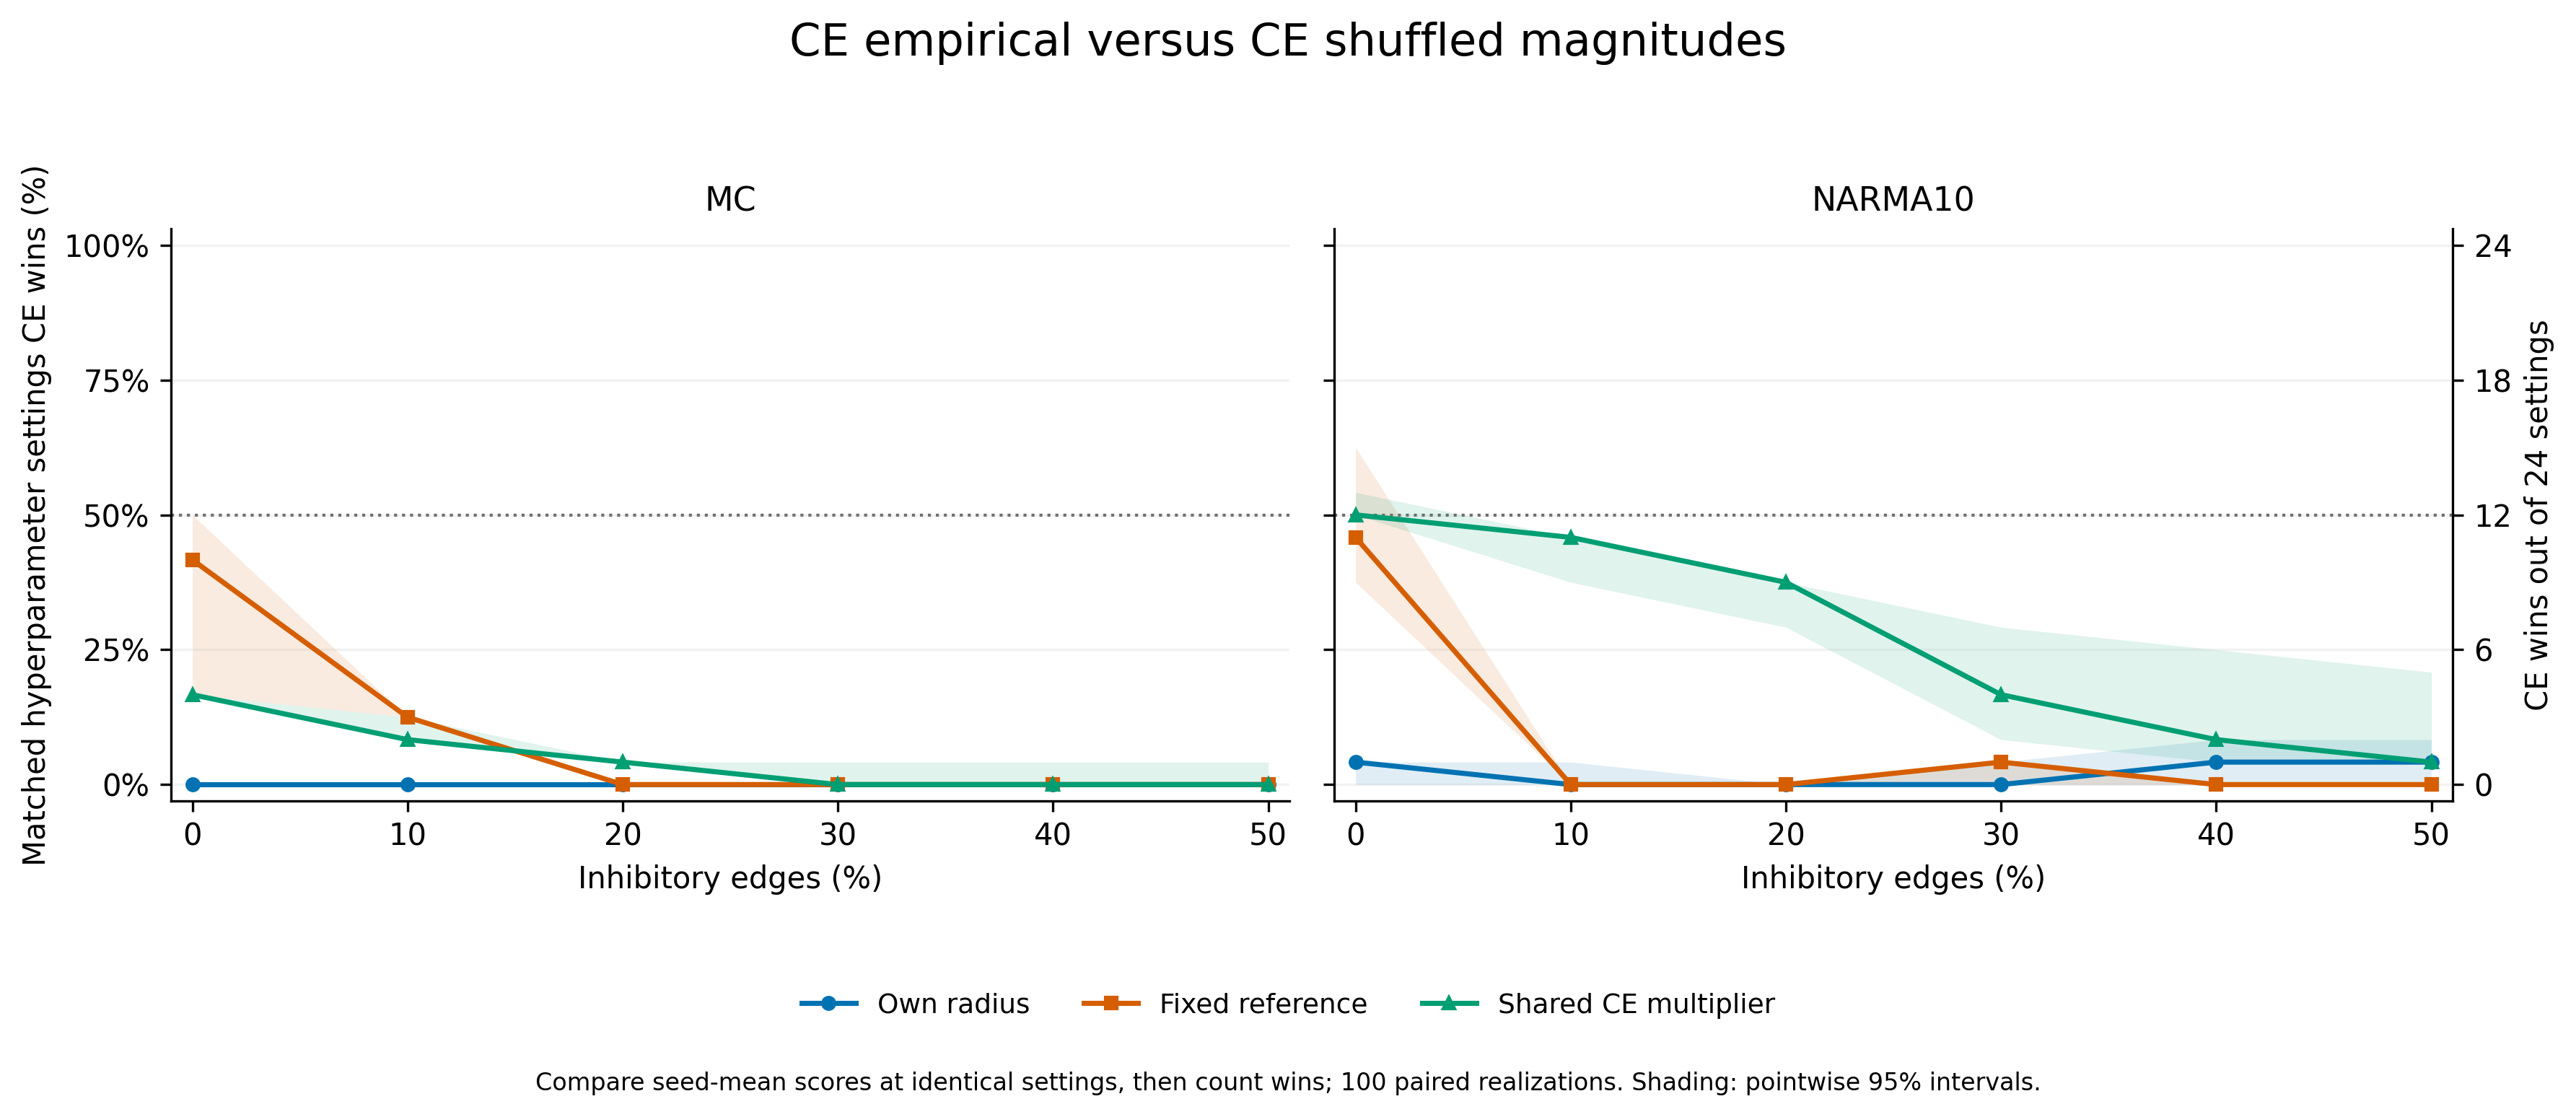 CE empirical versus CE shuffled magnitudes
MC
NARMA10
Matched hyperparameter settings CE wins (%)
100%
75%
50%
25%
0%
24
18
12
6
0
CE wins out of 24 settings
0 10 20 30 40 50
0 10 20 30 40 50
Inhibitory edges (%)
Inhibitory edges (%)
Own radius
Fixed reference
Shared CE multiplier
Compare seed-mean scores at identical settings, then count wins; 100 paired realizations. Shading: pointwise 95% intervals.